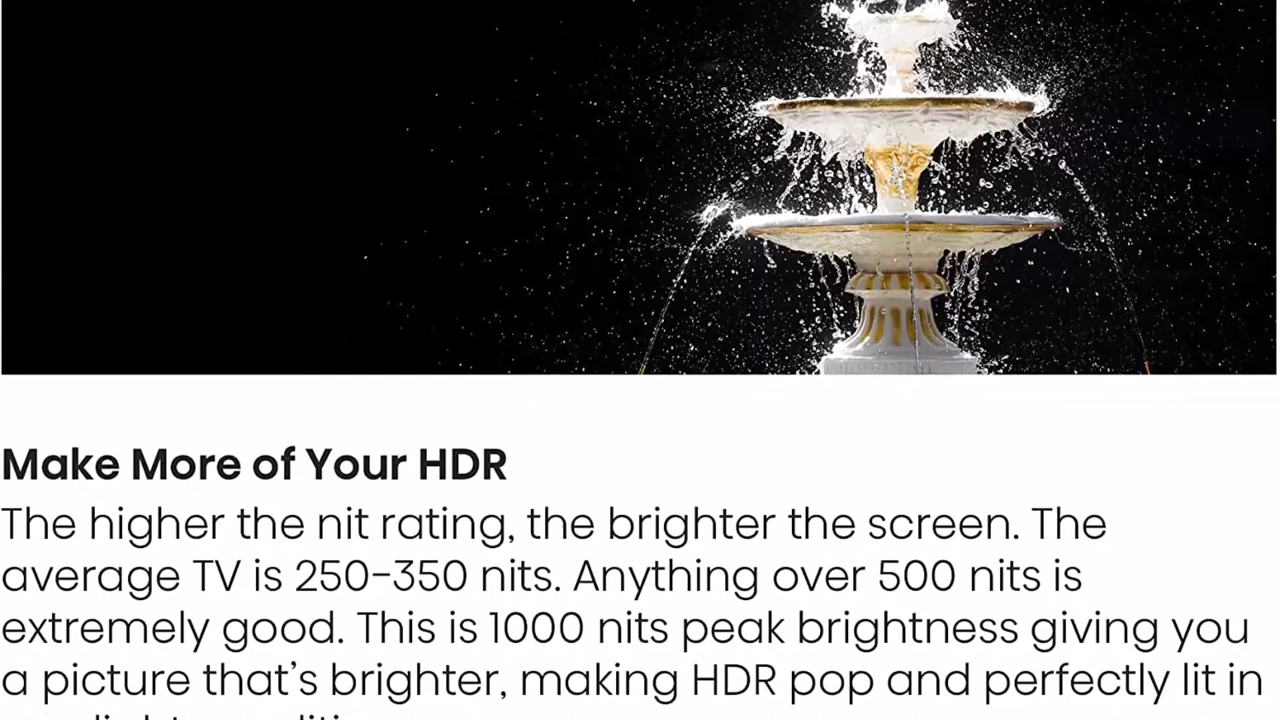 Make More of Your HDR
The higher the nit rating, the brighter the screen. The
average TV is 250-350 nits. Anything over 500 nits is
extremely good. This is 1000 nits peak brightness giving you
a picture that’s brighter, making HDR pop and perfectly lit in